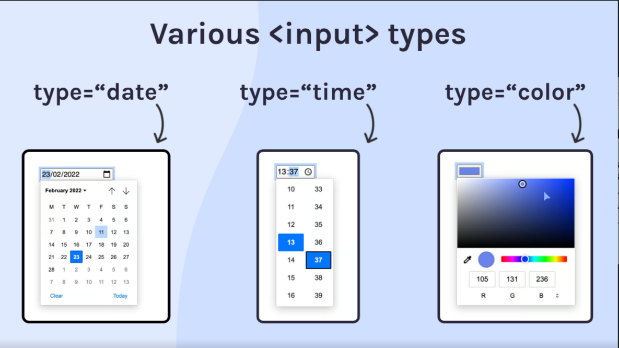 Various <input> types
type=“date”
type=“time”
type=“color”
23/02/2022
February 2022
M T W T F S S
31 1 2 3 4 5 6
7 8 9 10 11 12 13
14 15 16 17 18 19 20
21 22 23 24 25 26 27
28 1 2 3 4 5 6
7 8 9 10 11 12 13
Clear Today
13:37
10 33
11 34
12 35
13 36
14 37
15 38
16 39
105 131 236
R G B